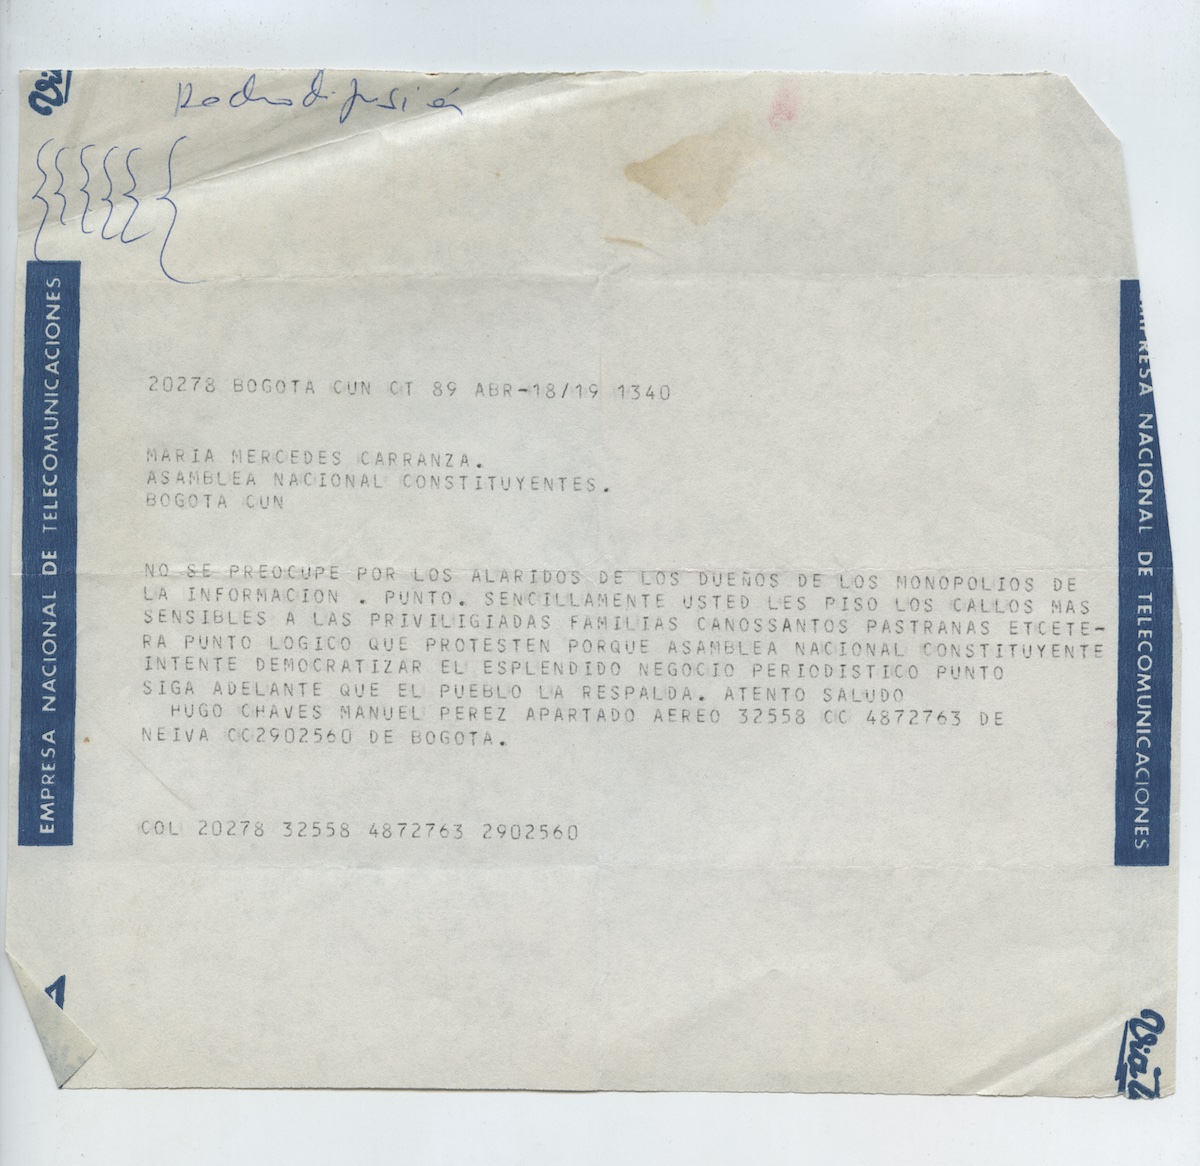 Via
Radiodifusión
EMPRESA NACIONAL DE TELECOMUNICACIONES
20278 BOGOTA CUN CT 89 ABR-18/19 1340
MARIA MERCEDES CARRANZA.
ASAMBLEA NACIONAL CONSTITUYENTES.
BOGOTA CUN
NO SE PREOCUPE POR LOS ALARIDOS DE LOS DUEÑOS DE LOS MONOPOLIOS DE
LA INFORMACION . PUNTO. SENCILLAMENTE USTED LES PISO LOS CALLOS MAS
SENSIBLES A LAS PRIVILIGIADAS FAMILIAS CANOSSANTOS PASTRANAS ETCETE-
RA PUNTO LOGICO QUE PROTESTEN PORQUE ASAMBLEA NACIONAL CONSTITUYENTE
INTENTE DEMOCRATIZAR EL ESPLENDIDO NEGOCIO PERIODISTICO PUNTO
SIGA ADELANTE QUE EL PUEBLO LA RESPALDA. ATENTO SALUDO
HUGO CHAVES MANUEL PEREZ APARTADO AEREO 32558 CC 4872763 DE
NEIVA CC2902560 DE BOGOTA.
COL 20278 32558 4872763 2902560
MPRESA NACIONAL DE TELECOMUNICACIONES
Via